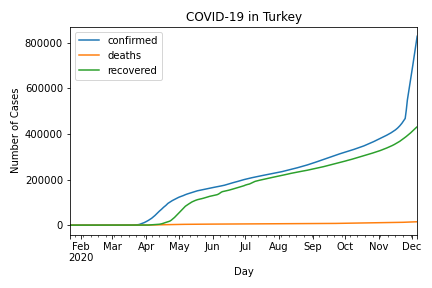 COVID-19 in Turkey
confirmed
deaths
recovered
800000
600000
400000
200000
0
Number of Cases
Feb Mar Apr May Jun Jul Aug Sep Oct Nov Dec
2020
Day